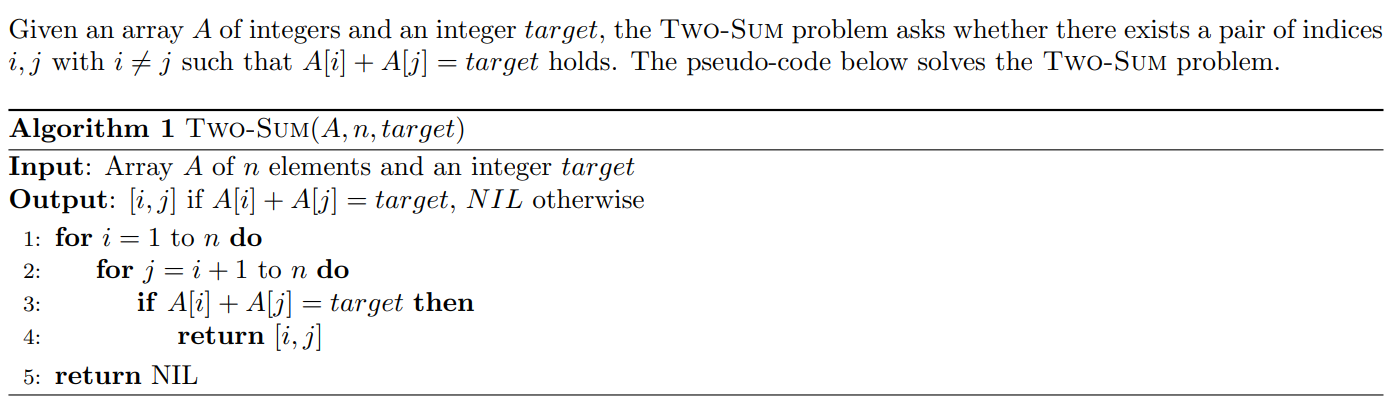 Given an array A of integers and an integer target, the TWO-SUM problem asks whether there exists a pair of indices
i, j with i ≠ j such that A[i] + A[j] = target holds. The pseudo-code below solves the TWO-SUM problem.
Algorithm 1 TWO-SUM(A, n, target)
Input: Array A of n elements and an integer target
Output: [i, j] if A[i] + A[j] = target, NIL otherwise
1: for i = 1 to n do
2: for j = i + 1 to n do
3: if A[i] + A[j] = target then
4: return [i, j]
5: return NIL